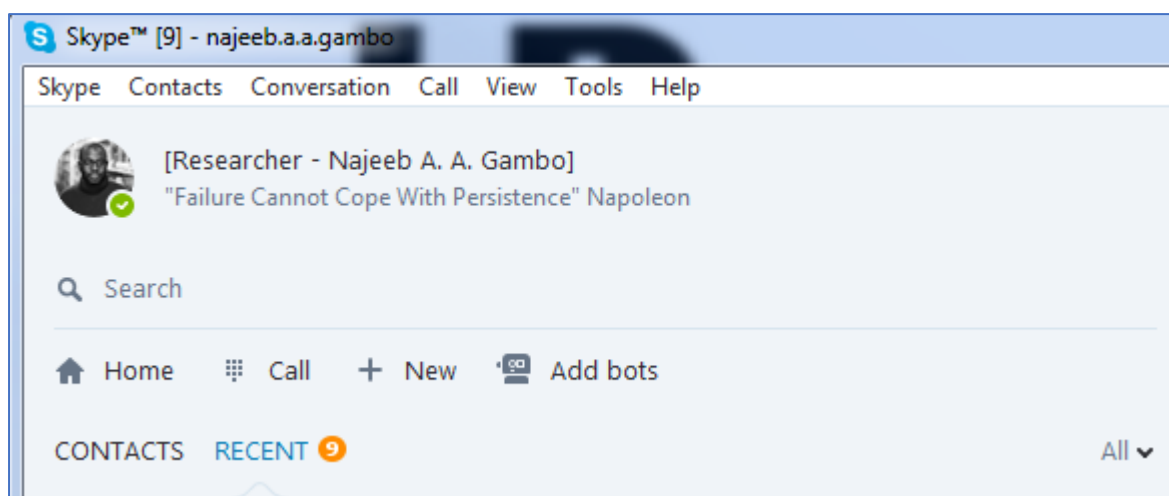 Skype™ [9] - najeeb.a.a.gambo
Skype Contacts Conversation Call View Tools Help
[Researcher - Najeeb A. A. Gambo]
"Failure Cannot Cope With Persistence" Napoleon
Search
Home Call New Add bots
CONTACTS RECENT 9 All